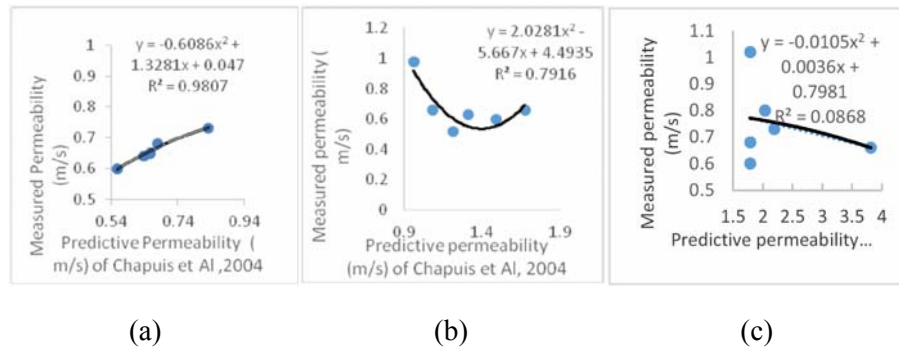 Measured Permeability
(m/s)
1
0.9
0.8
0.7
0.6
0.5
y = -0.6086x² +
1.3281x + 0.047
R² = 0.9807
0.54 0.74 0.94
Predictive Permeability (
m/s) of Chapuis et Al ,2004
Measured permeability (
m/s)
1.2
1
0.8
0.6
0.4
0.2
0
y = 2.0281x² -
5.667x + 4.4935
R² = 0.7916
0.9 1.4 1.9
Predictive permeability
(m/s) of Chapuis et Al, 2004
Measured permeability
(m/s)
1.1
1
0.9
0.8
0.7
0.6
0.5
y = -0.0105x² +
0.0036x +
0.7981
R² = 0.0868
1.5 2 2.5 3 3.5 4
Predictive permeability...
(a) (b) (c)